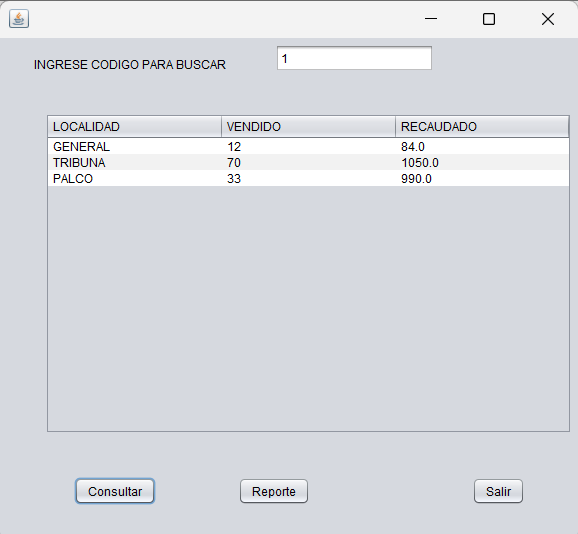 INGRESE CODIGO PARA BUSCAR 1
LOCALIDAD VENDIDO RECAUDADO
GENERAL 12 84.0
TRIBUNA 70 1050.0
PALCO 33 990.0
Consultar Reporte Salir